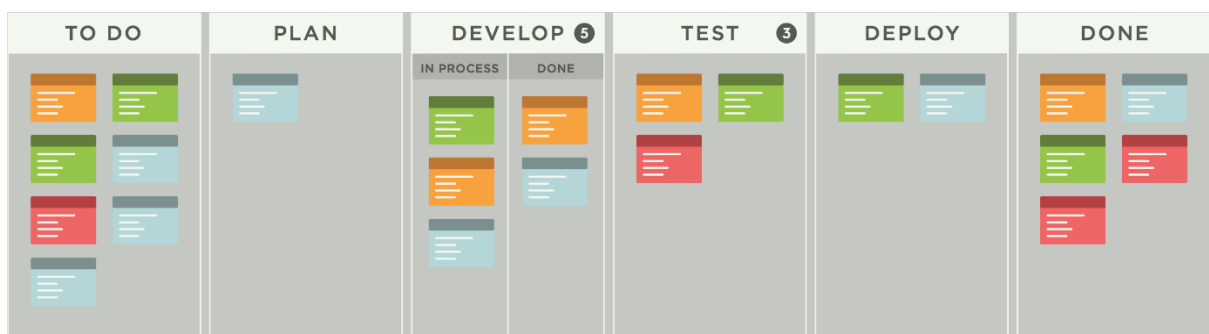 TO DO
PLAN
DEVELOP 5
IN PROCESS
DONE
TEST 3
DEPLOY
DONE